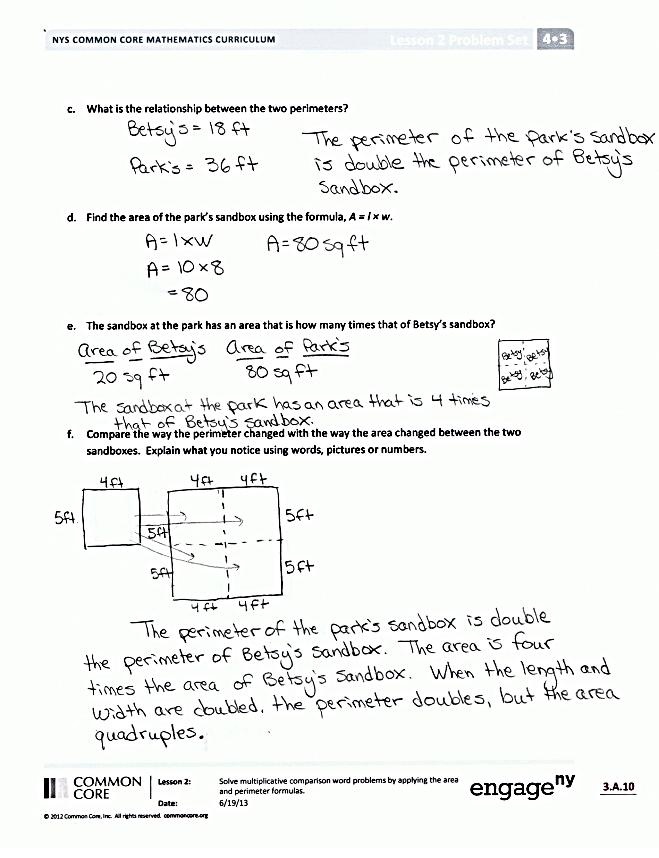 NYS COMMON CORE MATHEMATICS CURRICULUM Lesson 2 Problem Set 4•3
c. What is the relationship between the two perimeters?
Betsy's = 18 ft
Park's = 36 ft
The perimeter of the Park's Sandbox
is double the perimeter of Betsy's
Sandbox.
d. Find the area of the park's sandbox using the formula, A = l x w.
A = l x w
A = 10 x 8
= 80
A = 80 sq ft
e. The sandbox at the park has an area that is how many times that of Betsy's sandbox?
Area of Betsy's Area of Park's
20 sq ft 80 sq ft
Betsy Betsy
Betsy Betsy
The sandbox at the park has an area that is 4 times
that of Betsy's sandbox.
f. Compare the way the perimeter changed with the way the area changed between the two
sandboxes. Explain what you notice using words, pictures or numbers.
4ft 4ft 4ft
5ft 5ft 5ft
5ft 5ft
4ft 4ft
The perimeter of the park's sandbox is double
the perimeter of Betsy's Sandbox. The area is four
times the area of Betsy's Sandbox. When the length and
width are doubled, the perimeter doubles, but the area
quadruples.
COMMON
CORE
Lesson 2:
Date:
Solve multiplicative comparison word problems by applying the area
and perimeter formulas.
6/19/13
engageny
3.A.10
© 2012 Common Core, Inc. All rights reserved. commoncore.org